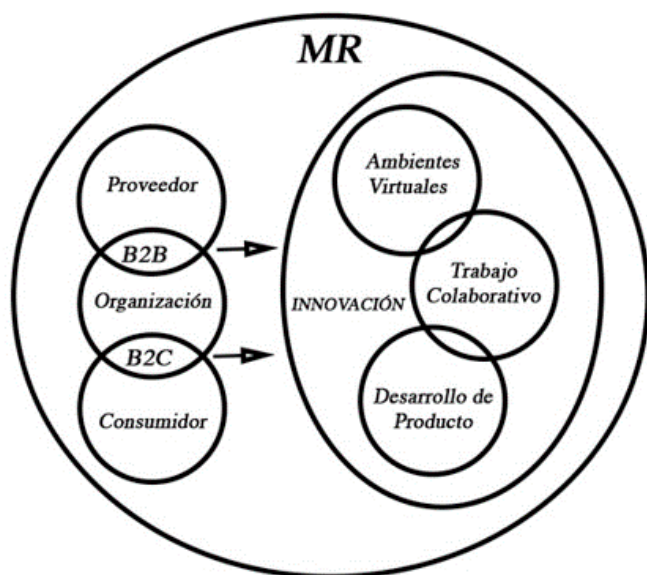 MR
Proveedor
B2B
Organización
B2C
Consumidor
INNOVACIÓN
Ambientes
Virtuales
Trabajo
Colaborativo
Desarrollo de
Producto